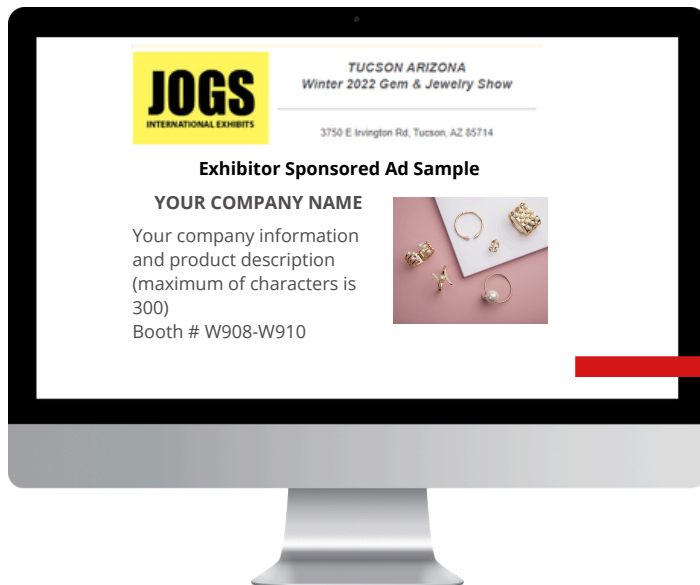 JOGS
INTERNATIONAL EXHIBITS
TUCSON ARIZONA
Winter 2022 Gem & Jewelry Show
3750 E Irvington Rd, Tucson, AZ 85714
Exhibitor Sponsored Ad Sample
YOUR COMPANY NAME
Your company information
and product description
(maximum of characters is
300)
Booth # W908-W910